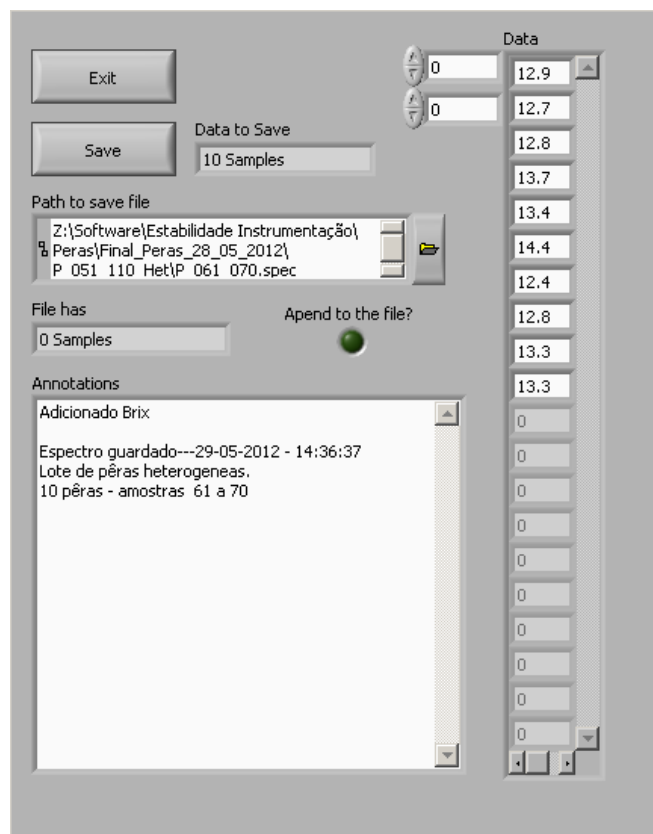 Data
Exit
0
0
Save
Data to Save
10 Samples
Path to save file
Z:\Software\Estabilidade Instrumentação\
Peras\Final_Peras_28_05_2012\
P_051_110_Het\P_061_070.spec
File has
0 Samples
Apend to the file?
Annotations
Adicionado Brix
Espectro guardado---29-05-2012 - 14:36:37
Lote de pêras heterogeneas.
10 pêras - amostras  61 a 70
12.9
12.7
12.8
13.7
13.4
14.4
12.4
12.8
13.3
13.3
0
0
0
0
0
0
0
0
0
0